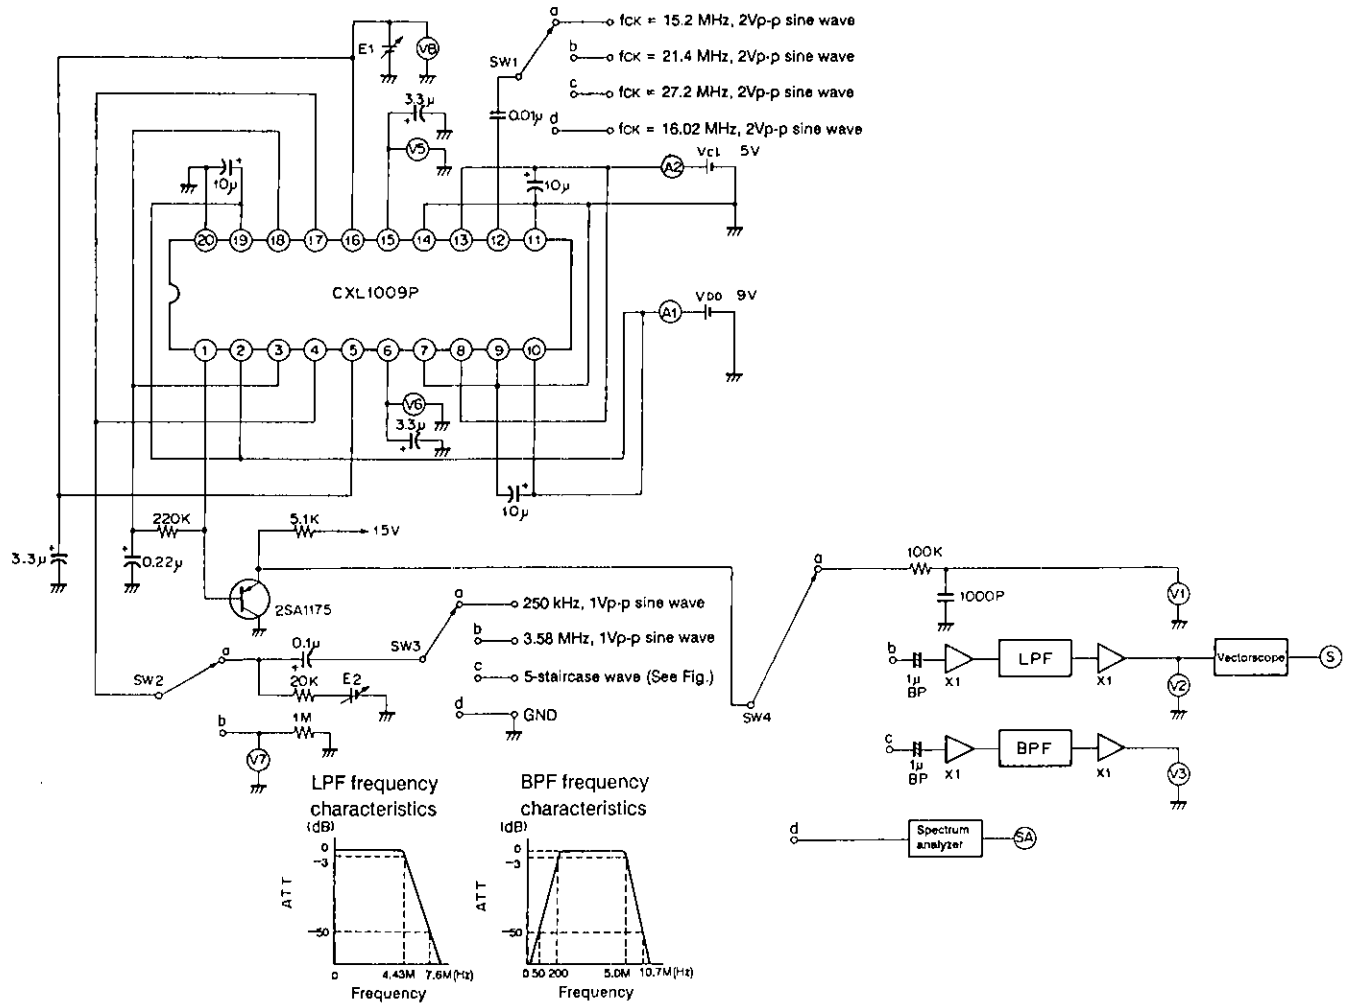 a
fCK = 15.2 MHz, 2Vp-p sine wave
E1
V8
b
SW1
fCK = 21.4 MHz, 2Vp-p sine wave
c
fCK = 27.2 MHz, 2Vp-p sine wave
3.3μ
+
0.01μ
d
fCK = 16.02 MHz, 2Vp-p sine wave
V5
VCL 5V
A2
+
10μ
+
10μ
20 19 18 17 16 15 14 13 12 11
CXL1009P
VDD 9V
A1
1 2 3 4 5 6 7 8 9 10
V6
3.3μ
+
+
10μ
220K
5.1K
15V
3.3μ +
+
0.22μ
2SA1175
a
100K
1000P
V1
a
250 kHz, 1Vp-p sine wave
0.1μ
+
SW3
b
3.58 MHz, 1Vp-p sine wave
a
SW2
20K
E2
c
5-staircase wave (See Fig.)
b
1μ
BP
X1
LPF
X1
V2
Vectorscope
S
d
GND
SW4
b
1M
V7
c
1μ
BP
X1
BPF
X1
V3
LPF frequency
characteristics
BPF frequency
characteristics
(dB)
0
-3
ATT
-50
0 4.43M 7.6M(Hz)
Frequency
(dB)
0
-3
ATT
-50
0 50 200 5.0M 10.7M(Hz)
Frequency
d
Spectrum
analyzer
SA